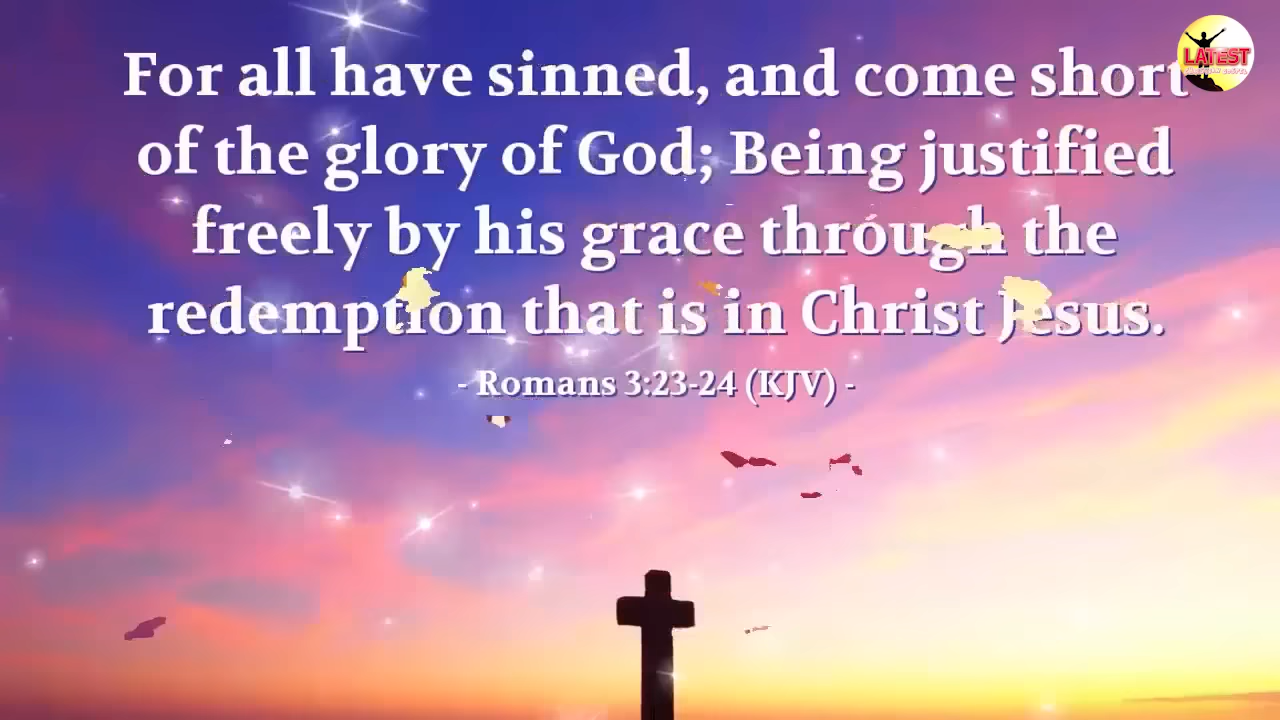 For all have sinned, and come short
of the glory of God; Being justified
freely by his grace through the
redemption that is in Christ Jesus.
- Romans 3:23-24 (KJV) -
LATEST